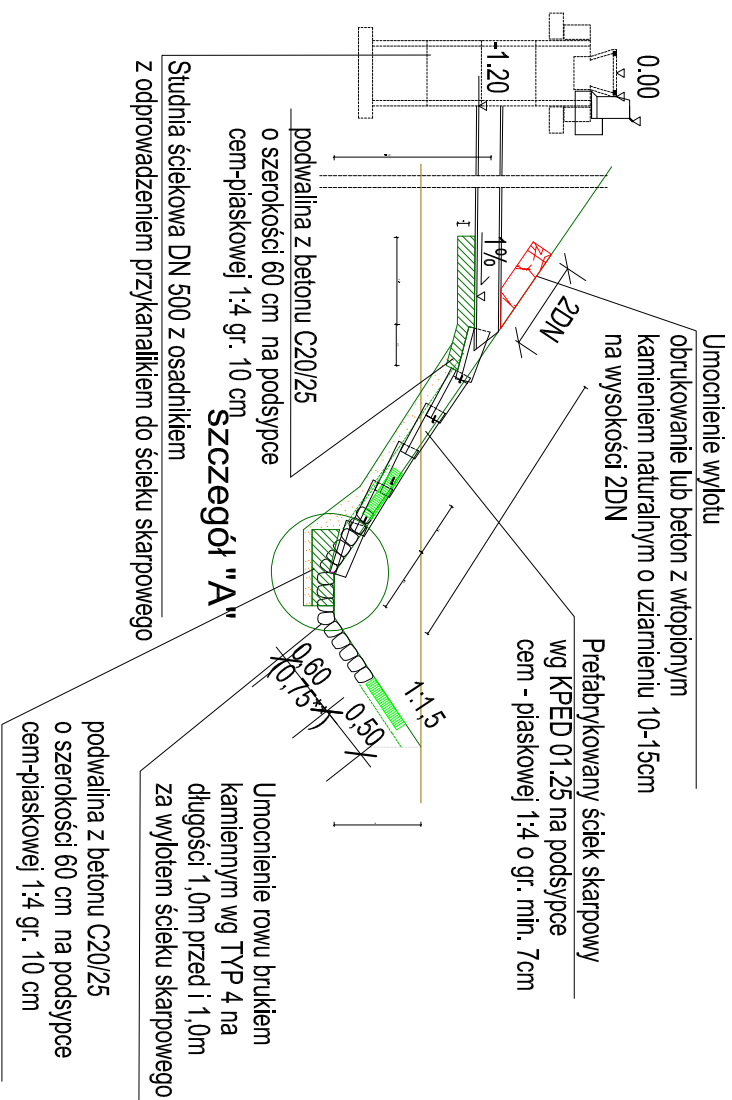 Umocnienie wylotu
obrukowanie lub beton z wtopionym
kamieniem naturalnym o uziarnieniu 10-15cm
na wysokości 2DN
Prefabrykowany ściek skarpowy
wg KPED 01.25 na podsypce
cem - piaskowej 1:4 o gr. min. 7cm
0.00
-1.20
1%
2DN
1:1,5
0,60
(0,75*)
0,50
podwalina z betonu C20/25
o szerokości 60 cm na podsypce
cem-piaskowej 1:4 gr. 10 cm
szczegół "A"
Studnia ściekowa DN 500 z osadnikiem
z odprowadzeniem przykanalikiem do ścieku skarpowego
Umocnienie rowu brukiem
kamiennym wg TYP 4 na
długości 1,0m przed i 1,0m
za wylotem ścieku skarpowego
podwalina z betonu C20/25
o szerokości 60 cm na podsypce
cem-piaskowej 1:4 gr. 10 cm